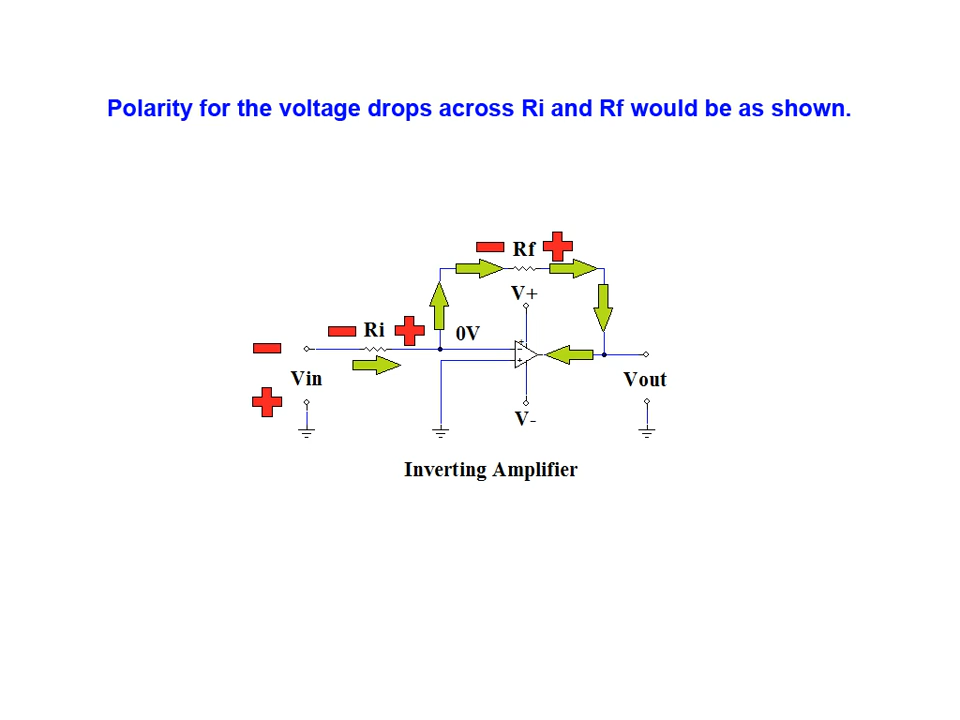 Polarity for the voltage drops across Ri and Rf would be as shown.
Rf
V+
Ri
0V
Vin
Vout
V-
Inverting Amplifier